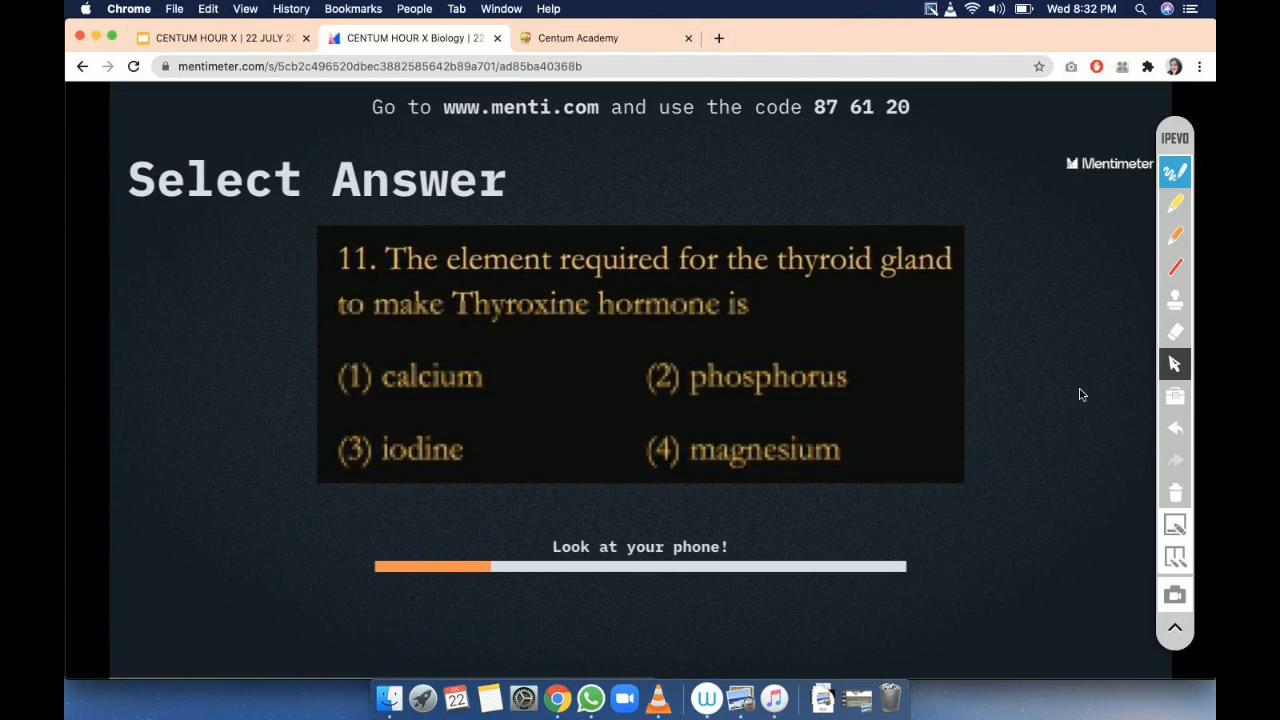 Chrome File Edit View History Bookmarks People Tab Window Help Wed 8:32 PM
CENTUM HOUR X | 22 JULY 20 CENTUM HOUR X Biology | 22 Centum Academy
mentimeter.com/s/5cb2c496520dbec3882585642b89a701/ad85ba40368b
Go to www.menti.com and use the code 87 61 20
IPEVO
Mentimeter
Select Answer
11. The element required for the thyroid gland
to make Thyroxine hormone is
(1) calcium (2) phosphorus
(3) iodine (4) magnesium
Look at your phone!
22